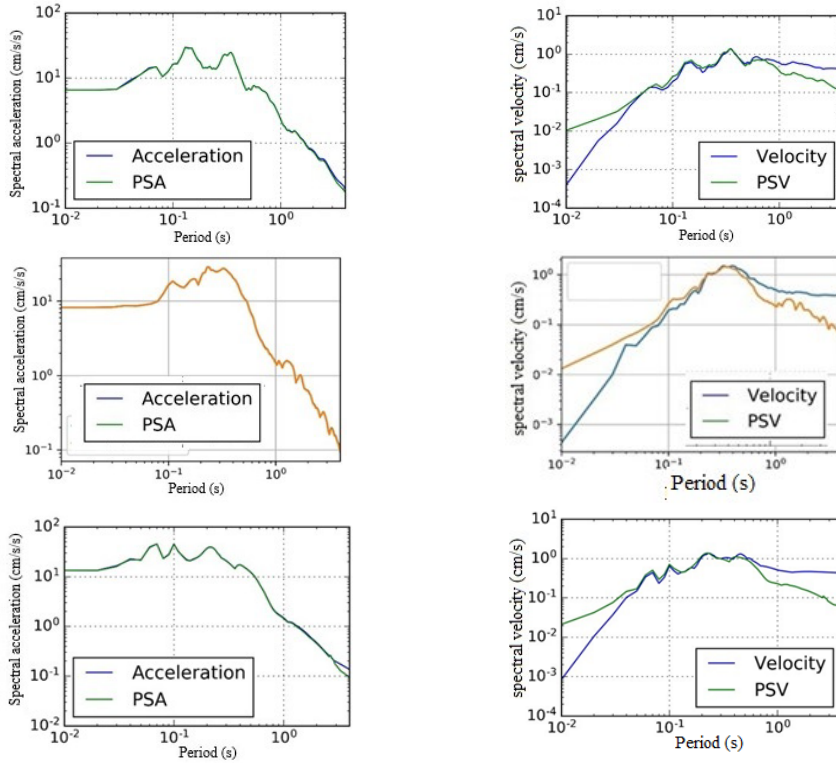 Spectral acceleration (cm/s/s)
10²
10¹
10⁰
10⁻¹
Acceleration
PSA
10⁻² 10⁻¹ 10⁰
Period (s)
spectral velocity (cm/s)
10¹
10⁰
10⁻¹
10⁻²
10⁻³
10⁻⁴
Velocity
PSV
10⁻² 10⁻¹ 10⁰
Period (s)
Spectral acceleration (cm/s/s)
10¹
10⁰
10⁻¹
Acceleration
PSA
10⁻² 10⁻¹ 10⁰
Period (s)
spectral velocity (cm/s)
10⁰
0⁻¹
0⁻²
0⁻³
Velocity
PSV
10⁻² 10⁻¹ 10⁰
Period (s)
Spectral acceleration (cm/s/s)
10²
10¹
10⁰
10⁻¹
10⁻²
Acceleration
PSA
10⁻² 10⁻¹ 10⁰
Period (s)
spectral velocity (cm/s)
10¹
10⁰
10⁻¹
10⁻²
10⁻³
10⁻⁴
Velocity
PSV
10⁻² 10⁻¹ 10⁰
Period (s)